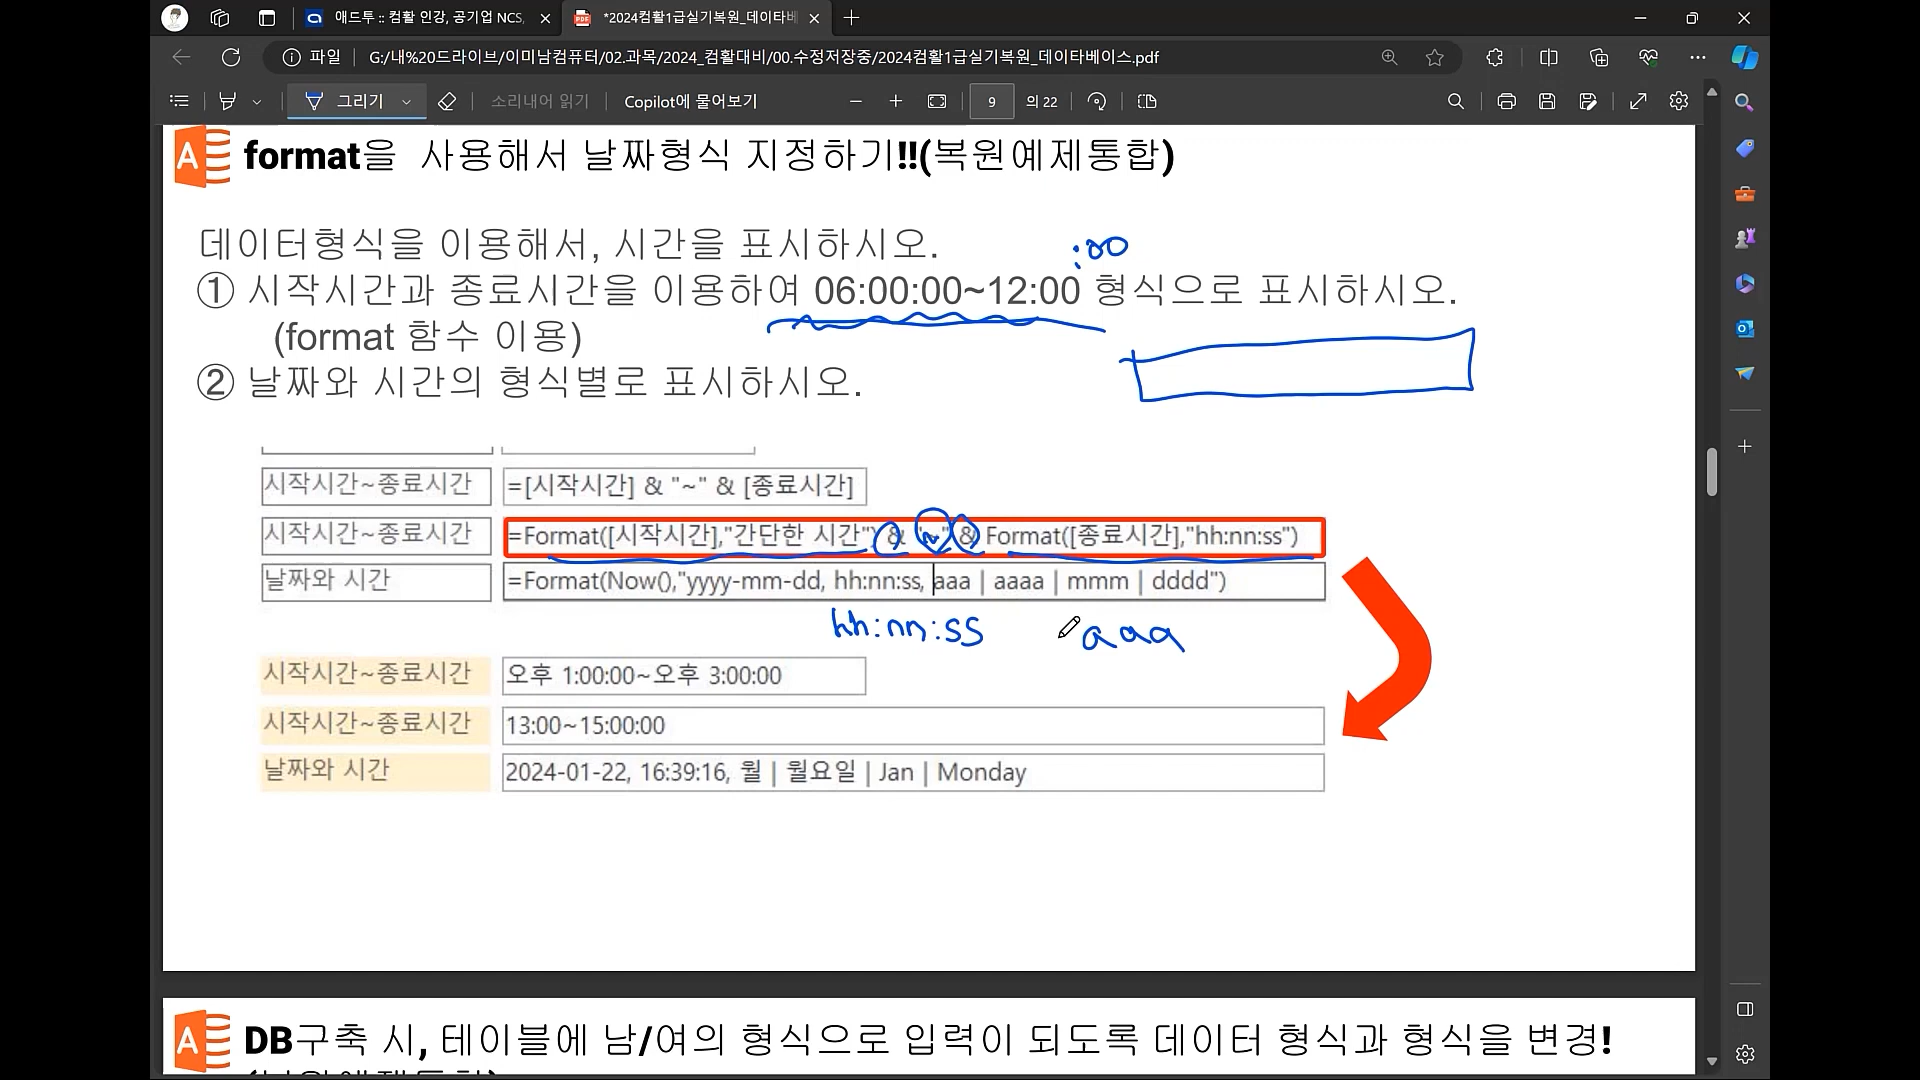 애드투 :: 컴활 인강, 공기업 NCS,
*2024컴활1급실기복원_데이타베
파일 G:/내%20드라이브/이미남컴퓨터/02.과목/2024_컴활대비/00.수정저장중/2024컴활1급실기복원_데이타베이스.pdf
그리기 소리내어 읽기 Copilot에 물어보기 9 의 22
A format을 사용해서 날짜형식 지정하기!!(복원예제통합)
데이터형식을 이용해서, 시간을 표시하시오.
:00
① 시작시간과 종료시간을 이용하여 06:00:00~12:00 형식으로 표시하시오.
(format 함수 이용)
② 날짜와 시간의 형식별로 표시하시오.
시작시간~종료시간 =[시작시간] & "~" & [종료시간]
시작시간~종료시간 =Format([시작시간],"간단한 시간") & "~" & Format([종료시간],"hh:nn:ss")
날짜와 시간 =Format(Now(),"yyyy-mm-dd, hh:nn:ss, aaa | aaaa | mmm | dddd")
hh:nn:ss aaa
시작시간~종료시간 오후 1:00:00~오후 3:00:00
시작시간~종료시간 13:00~15:00:00
날짜와 시간 2024-01-22, 16:39:16, 월 | 월요일 | Jan | Monday
A DB구축 시, 테이블에 남/여의 형식으로 입력이 되도록 데이터 형식과 형식을 변경!